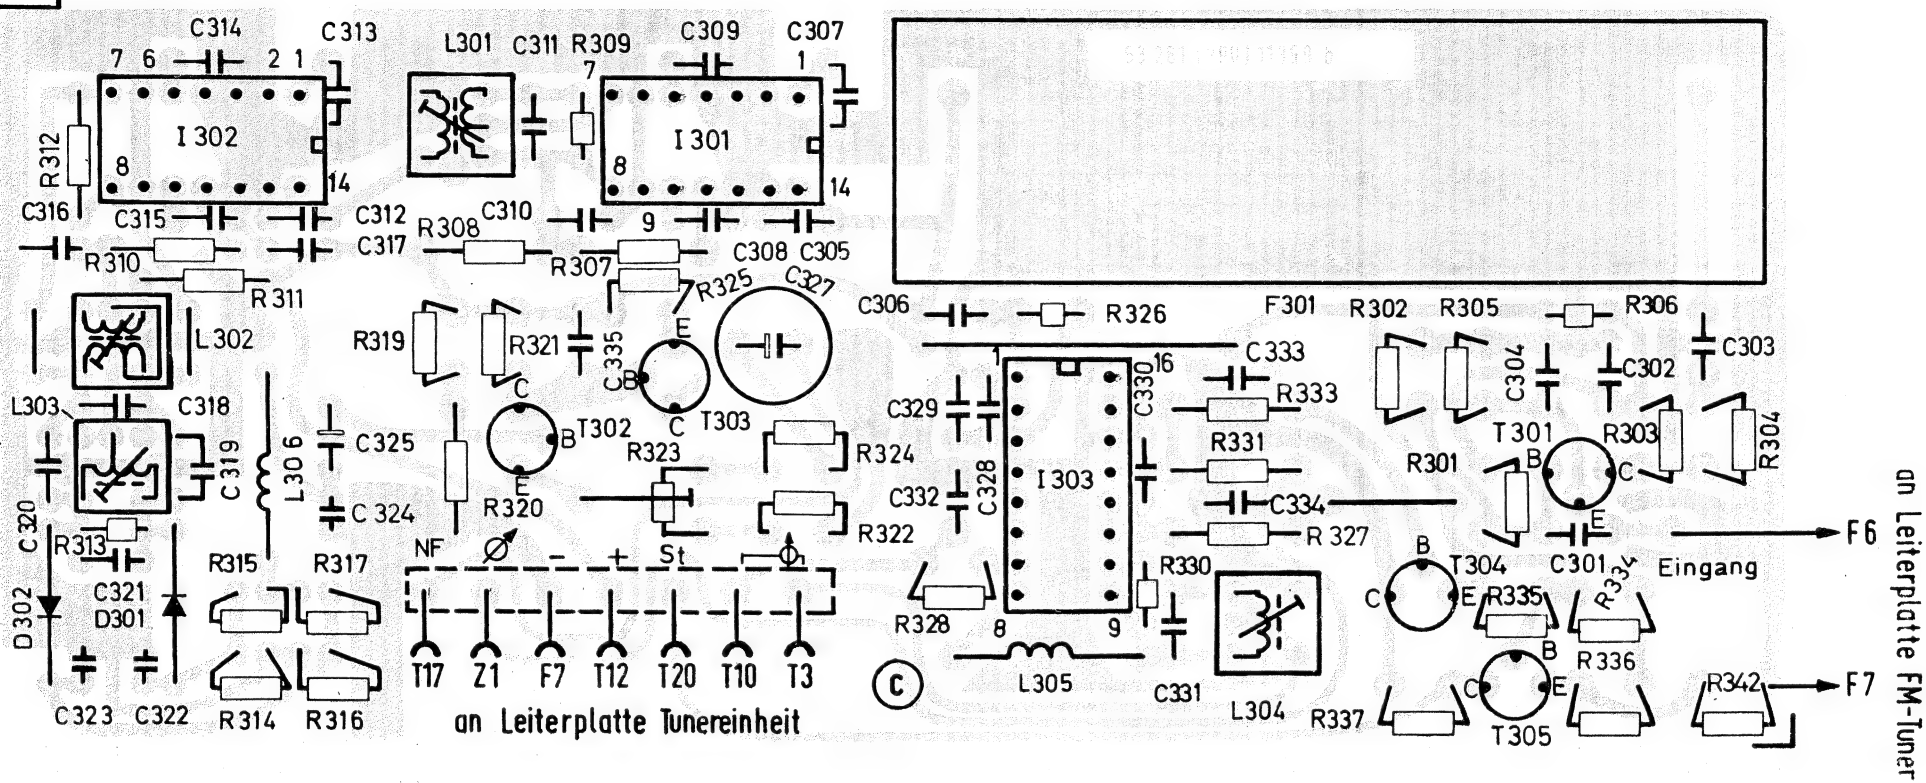 C314
C313
L301
C311
R309
C309
C307
7 6 2 1
7
1
I302
I301
R312
8
14
8
14
C316
C315
C312
C310
9
R308
C317
C308
C305
R310
R307
R311
R325
C327
C306
R326
F301
R302
R305
R306
L302
R319
R321
C335
E
B
C
T303
1
16
C333
C330
R333
C304
C302
C303
L303
C318
C
B
E
T302
C329
C328
R331
T301
R303
R304
C319
L306
C325
R323
R324
C332
I303
C334
R301
B
C
E
C320
C324
R320
R322
R327
C301
F6
R313
NF
-
+
St
B
T304
C
E
R334
Eingang
C321
D302
D301
R315
R317
R328
8
9
R330
R335
B
R336
T17
Z1
F7
T12
T20
T10
T3
C
L305
C331
C
E
R342
F7
C323
C322
R314
R316
L304
R337
T305
an Leiterplatte Tunereinheit
an Leiterplatte FM-Tuner